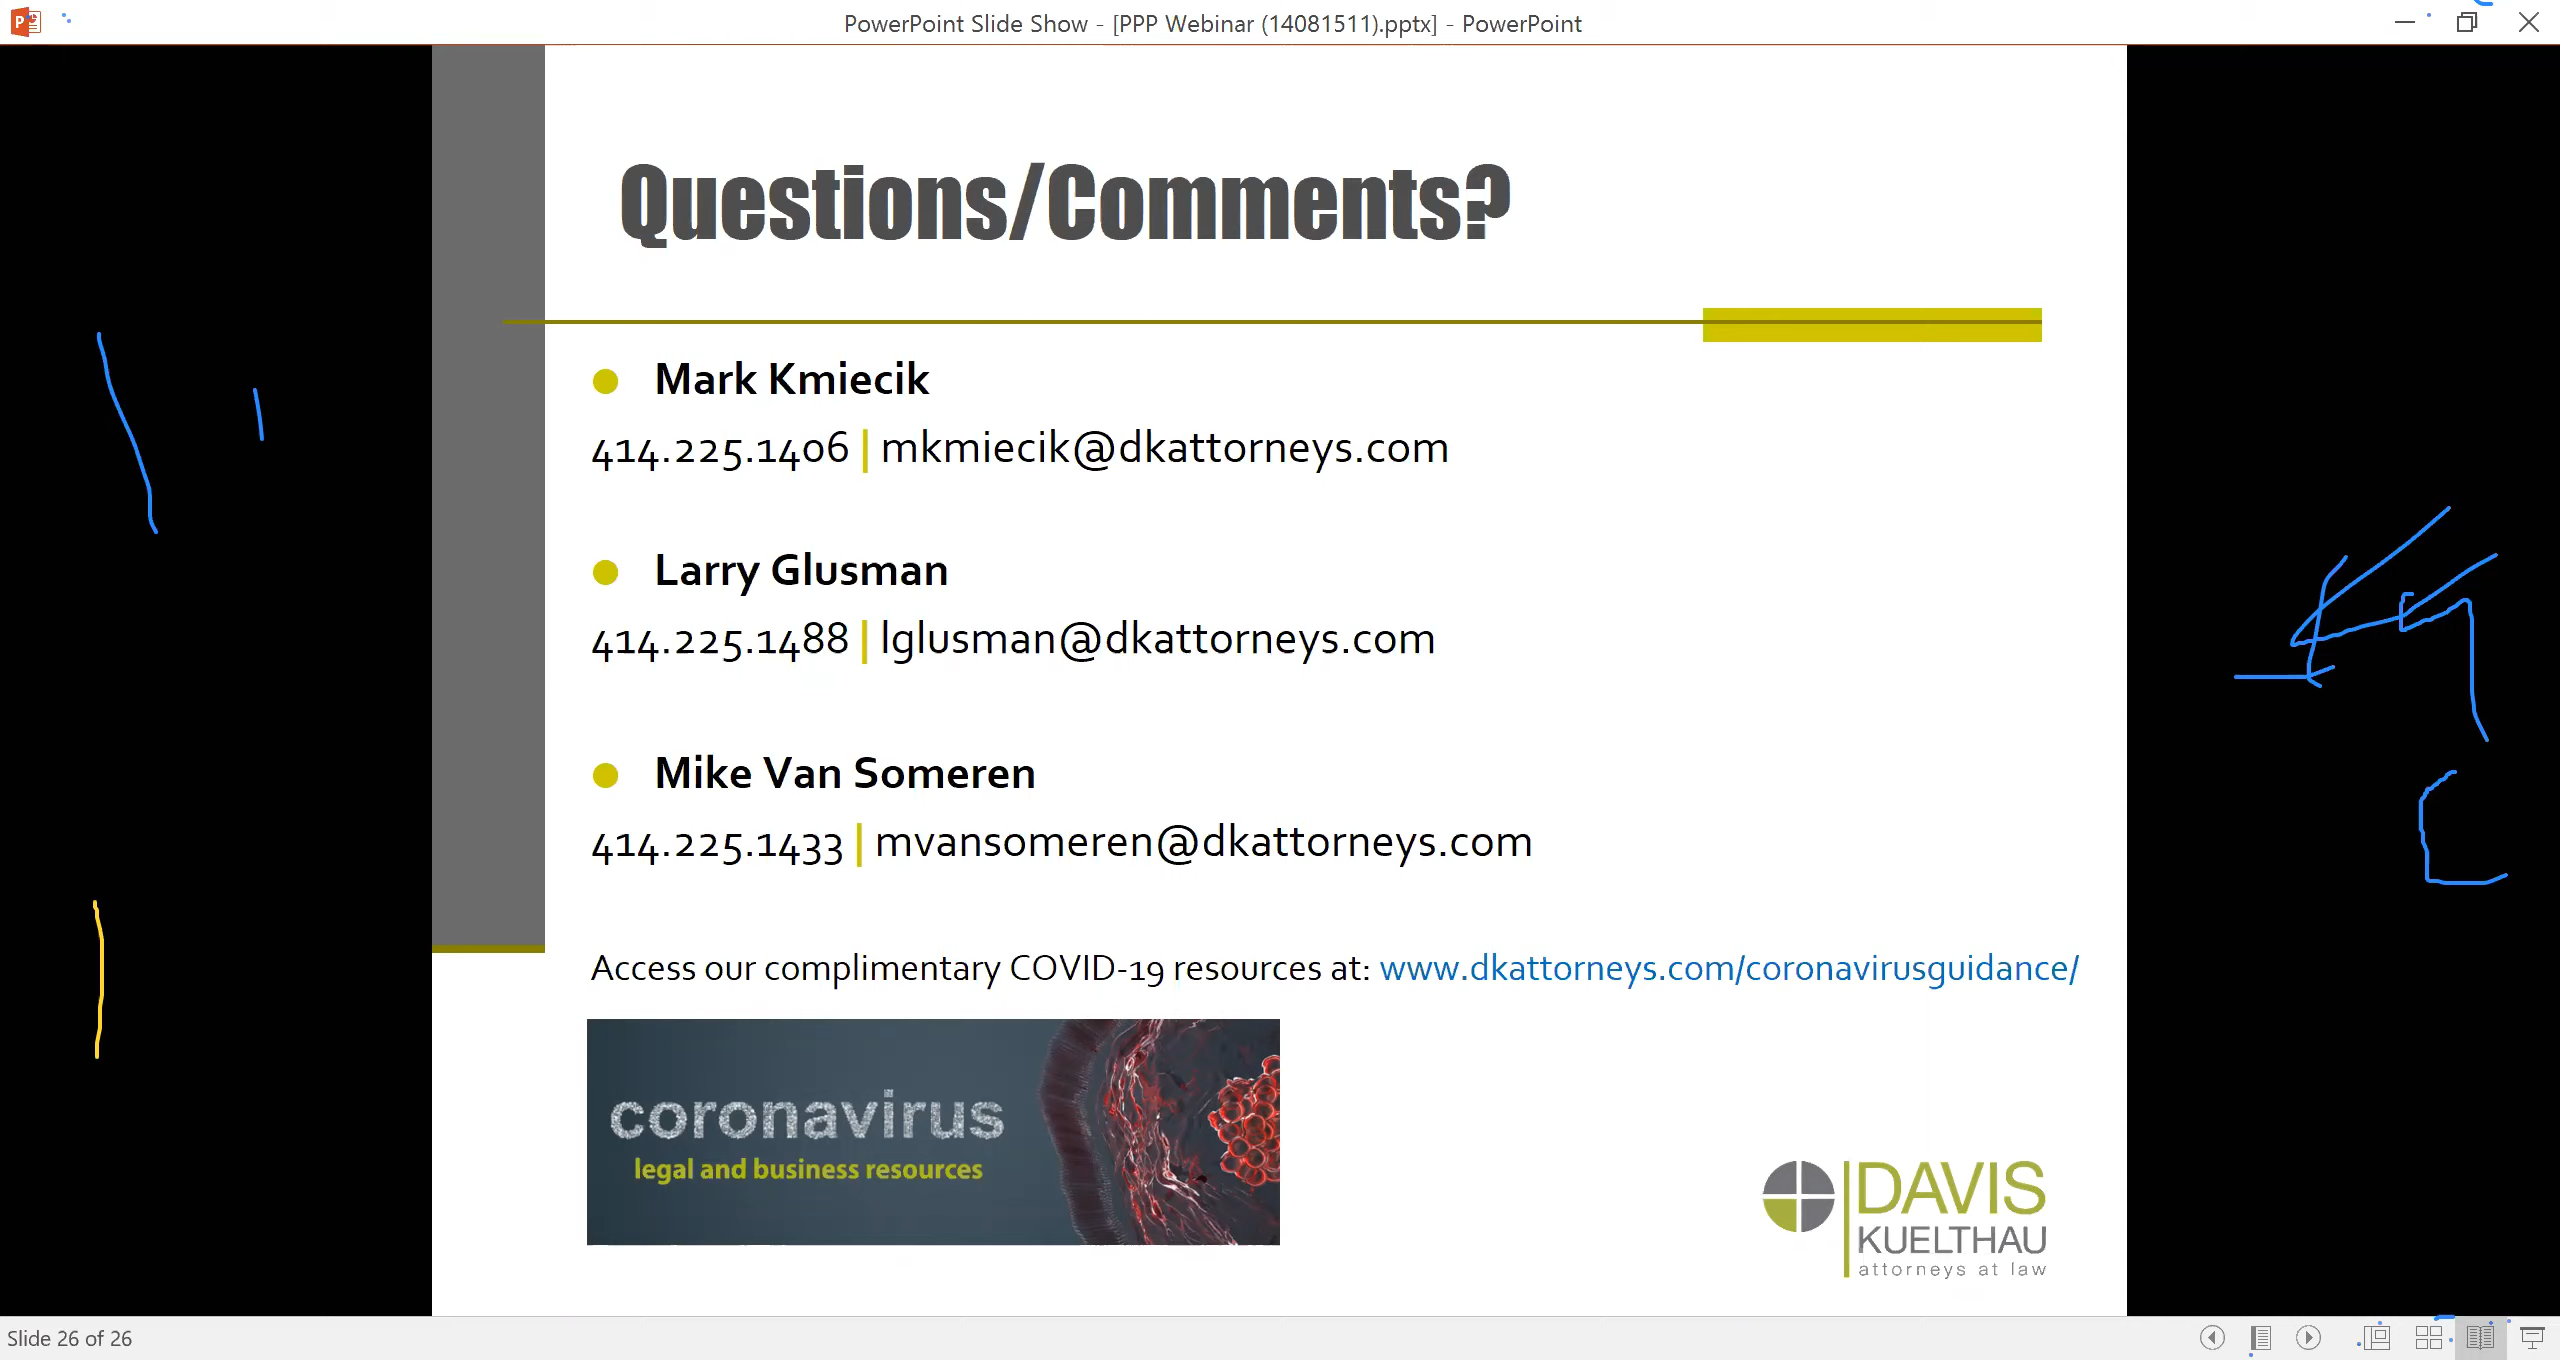 PowerPoint Slide Show - [PPP Webinar (14081511).pptx] - PowerPoint
Questions/Comments?
Mark Kmiecik
414.225.1406 | mkmiecik@dkattorneys.com
Larry Glusman
414.225.1488 | lglusman@dkattorneys.com
Mike Van Someren
414.225.1433 | mvansomeren@dkattorneys.com
Access our complimentary COVID-19 resources at: www.dkattorneys.com/coronavirusguidance/
coronavirus
legal and business resources
DAVIS
KUELTHAU
attorneys at law
Slide 26 of 26